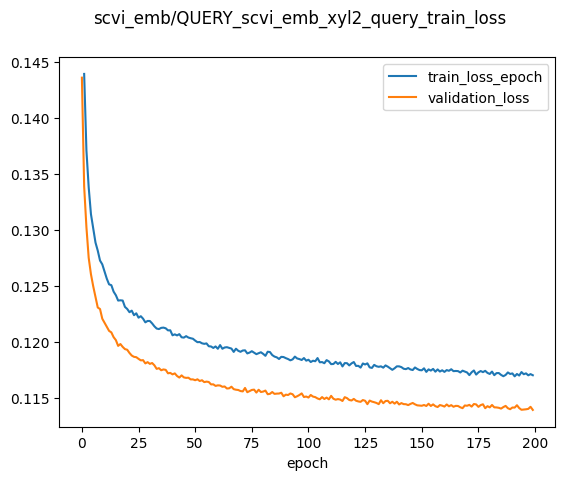 scvi_emb/QUERY_scvi_emb_xyl2_query_train_loss
train_loss_epoch
validation_loss
0.145
0.140
0.135
0.130
0.125
0.120
0.115
0 25 50 75 100 125 150 175 200
epoch